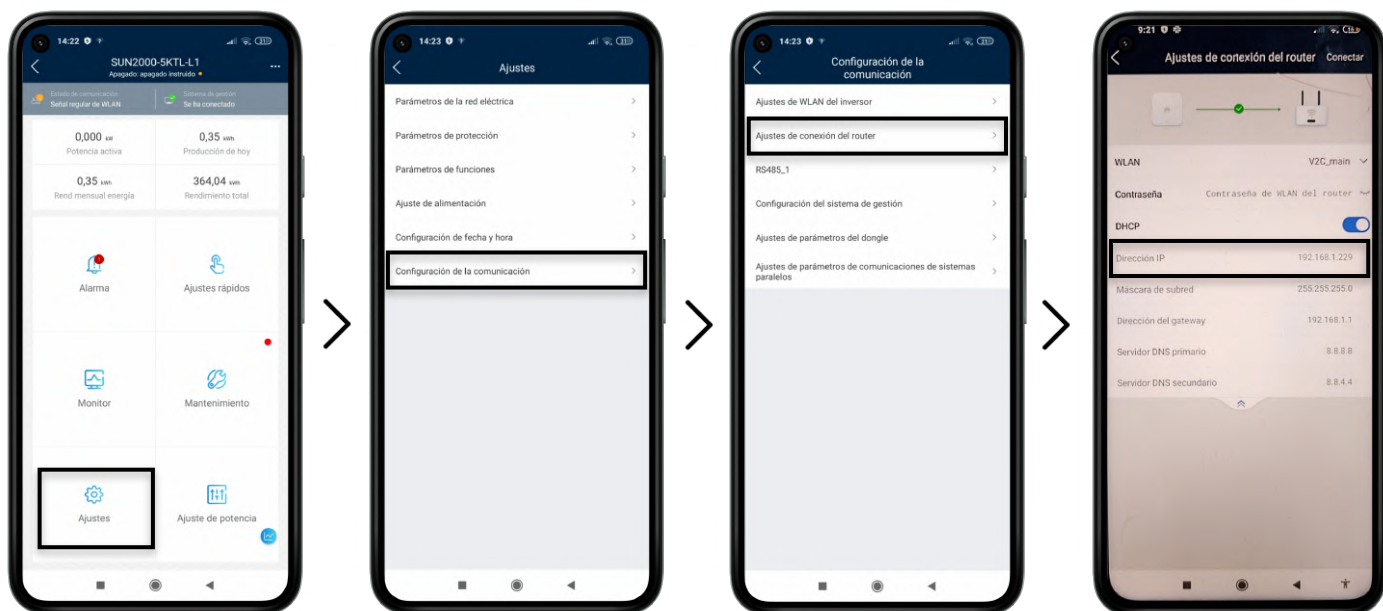 14:22
SUN2000-5KTL-L1
Apagado: apagado instruido
Estado de comunicación
Señal regular de WLAN
Sistema de gestión
Se ha conectado
0,000 kW
Potencia activa
0,35 kWh
Producción de hoy
0,35 kWh
Rend mensual energía
364,04 kWh
Rendimiento total
Alarma
Ajustes rápidos
Monitor
Mantenimiento
Ajustes
Ajuste de potencia
14:23
Ajustes
Parámetros de la red eléctrica
Parámetros de protección
Parámetros de funciones
Ajuste de alimentación
Configuración de fecha y hora
Configuración de la comunicación
14:23
Configuración de la
comunicación
Ajustes de WLAN del inversor
Ajustes de conexión del router
RS485_1
Configuración del sistema de gestión
Ajustes de parámetros del dongle
Ajustes de parámetros de comunicaciones de sistemas
paralelos
9:21
Ajustes de conexión del router Conectar
WLAN V2C_main
Contraseña Contraseña de WLAN del router
DHCP
Dirección IP 192.168.1.229
Máscara de subred 255.255.255.0
Dirección del gateway 192.168.1.1
Servidor DNS primario 8.8.8.8
Servidor DNS secundario 8.8.4.4